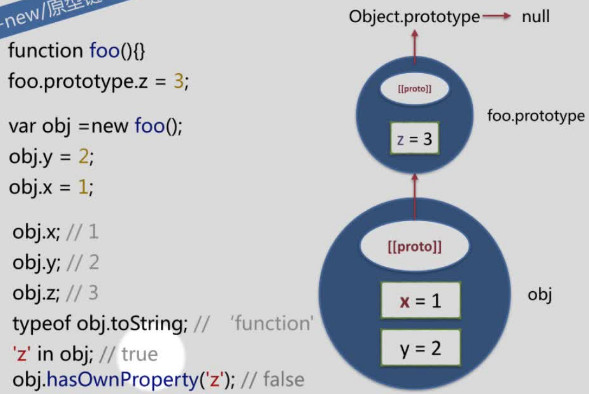 -new/原型链
function foo(){}
foo.prototype.z = 3;
var obj =new foo();
obj.y = 2;
obj.x = 1;
obj.x; // 1
obj.y; // 2
obj.z; // 3
typeof obj.toString; // ‘function'
'z' in obj; // true
obj.hasOwnProperty('z'); // false
Object.prototype
null
[[proto]]
z = 3
foo.prototype
[[proto]]
x = 1
y = 2
obj